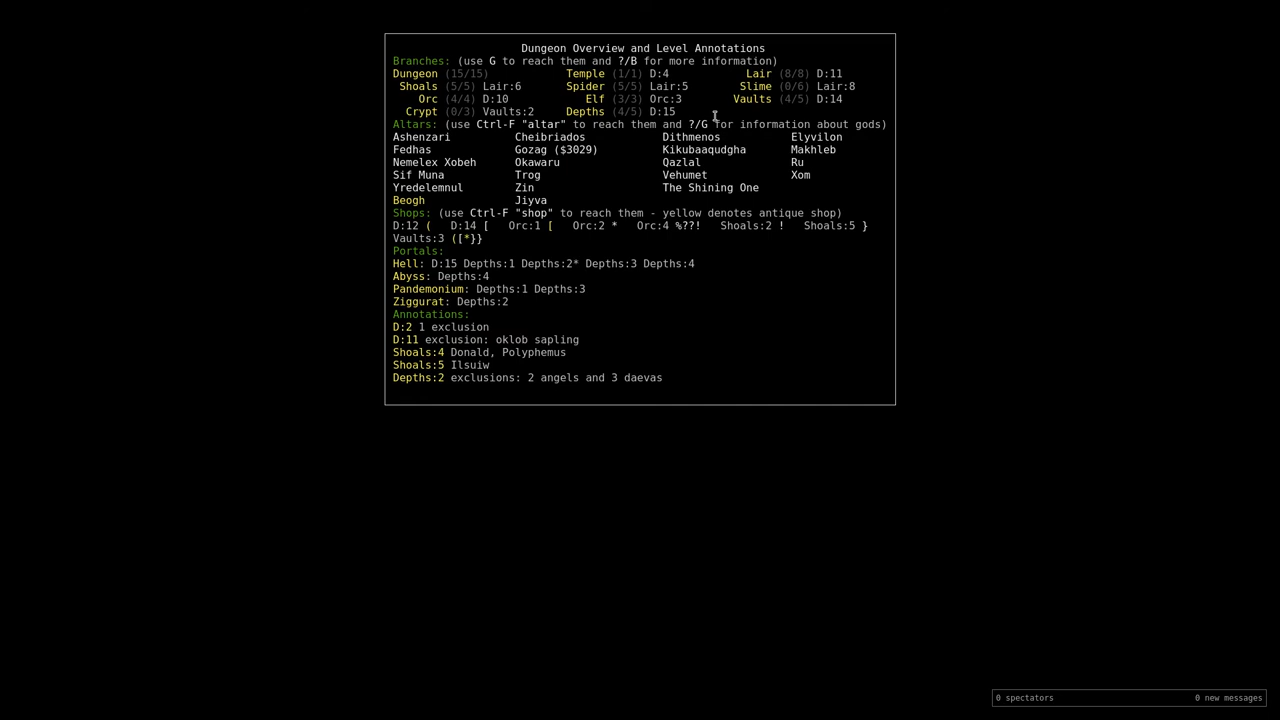 Dungeon Overview and Level Annotations
Branches: (use G to reach them and ?/B for more information)
Dungeon (15/15) Temple (1/1) D:4 Lair (8/8) D:11
Shoals (5/5) Lair:6 Spider (5/5) Lair:5 Slime (0/6) Lair:8
Orc (4/4) D:10 Elf (3/3) Orc:3 Vaults (4/5) D:14
Crypt (0/3) Vaults:2 Depths (4/5) D:15
Altars: (use Ctrl-F "altar" to reach them and ?/G for information about gods)
Ashenzari Cheibriados Dithmenos Elyvilon
Fedhas Gozag ($3029) Kikubaaqudgha Makhleb
Nemelex Xobeh Okawaru Qazlal Ru
Sif Muna Trog Vehumet Xom
Yredelemnul Zin The Shining One
Beogh Jiyva
Shops: (use Ctrl-F "shop" to reach them - yellow denotes antique shop)
D:12 ( D:14 [ Orc:1 [ Orc:2 * Orc:4 %??! Shoals:2 ! Shoals:5 }
Vaults:3 ([*}}
Portals:
Hell: D:15 Depths:1 Depths:2* Depths:3 Depths:4
Abyss: Depths:4
Pandemonium: Depths:1 Depths:3
Ziggurat: Depths:2
Annotations:
D:2 1 exclusion
D:11 exclusion: oklob sapling
Shoals:4 Donald, Polyphemus
Shoals:5 Ilsuiw
Depths:2 exclusions: 2 angels and 3 daevas
0 spectators 0 new messages